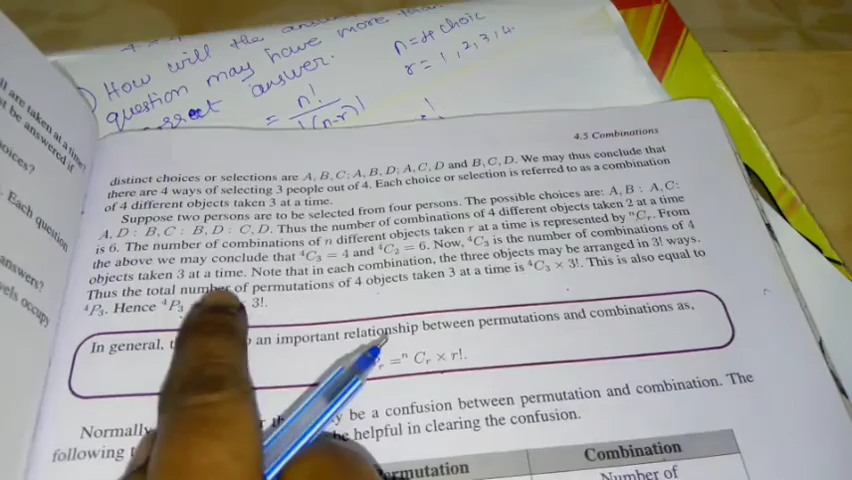 How will the
question may have more than
answer.
n=4 choic
r = 1, 2, 3, 4.
n!
(n-r)!
4.5 Combinations
distinct choices or selections are A, B, C; A, B, D; A, C, D and B, C, D. We may thus conclude that
there are 4 ways of selecting 3 people out of 4. Each choice or selection is referred to as a combination
of 4 different objects taken 3 at a time.
Suppose two persons are to be selected from four persons. The possible choices are: A, B : A, C:
A, D : B, C : B, D : C, D. Thus the number of combinations of 4 different objects taken 2 at a time
is 6. The number of combinations of n different objects taken r at a time is represented by ⁿCᵣ. From
the above we may conclude that ⁴C₃ = 4 and ⁴C₂ = 6. Now, ⁴C₃ is the number of combinations of 4
objects taken 3 at a time. Note that in each combination, the three objects may be arranged in 3! ways.
Thus the total number of permutations of 4 objects taken 3 at a time is ⁴C₃ × 3!. This is also equal to
⁴P₃. Hence ⁴P₃ 3!.
In general, an important relationship between permutations and combinations as,
= ⁿCᵣ × r!.
Normally be a confusion between permutation and combination. The
following be helpful in clearing the confusion.
ermutation
Combination
Number of
are taken at a time?
be answered if
oices?
Each question
answers?
vels occupy